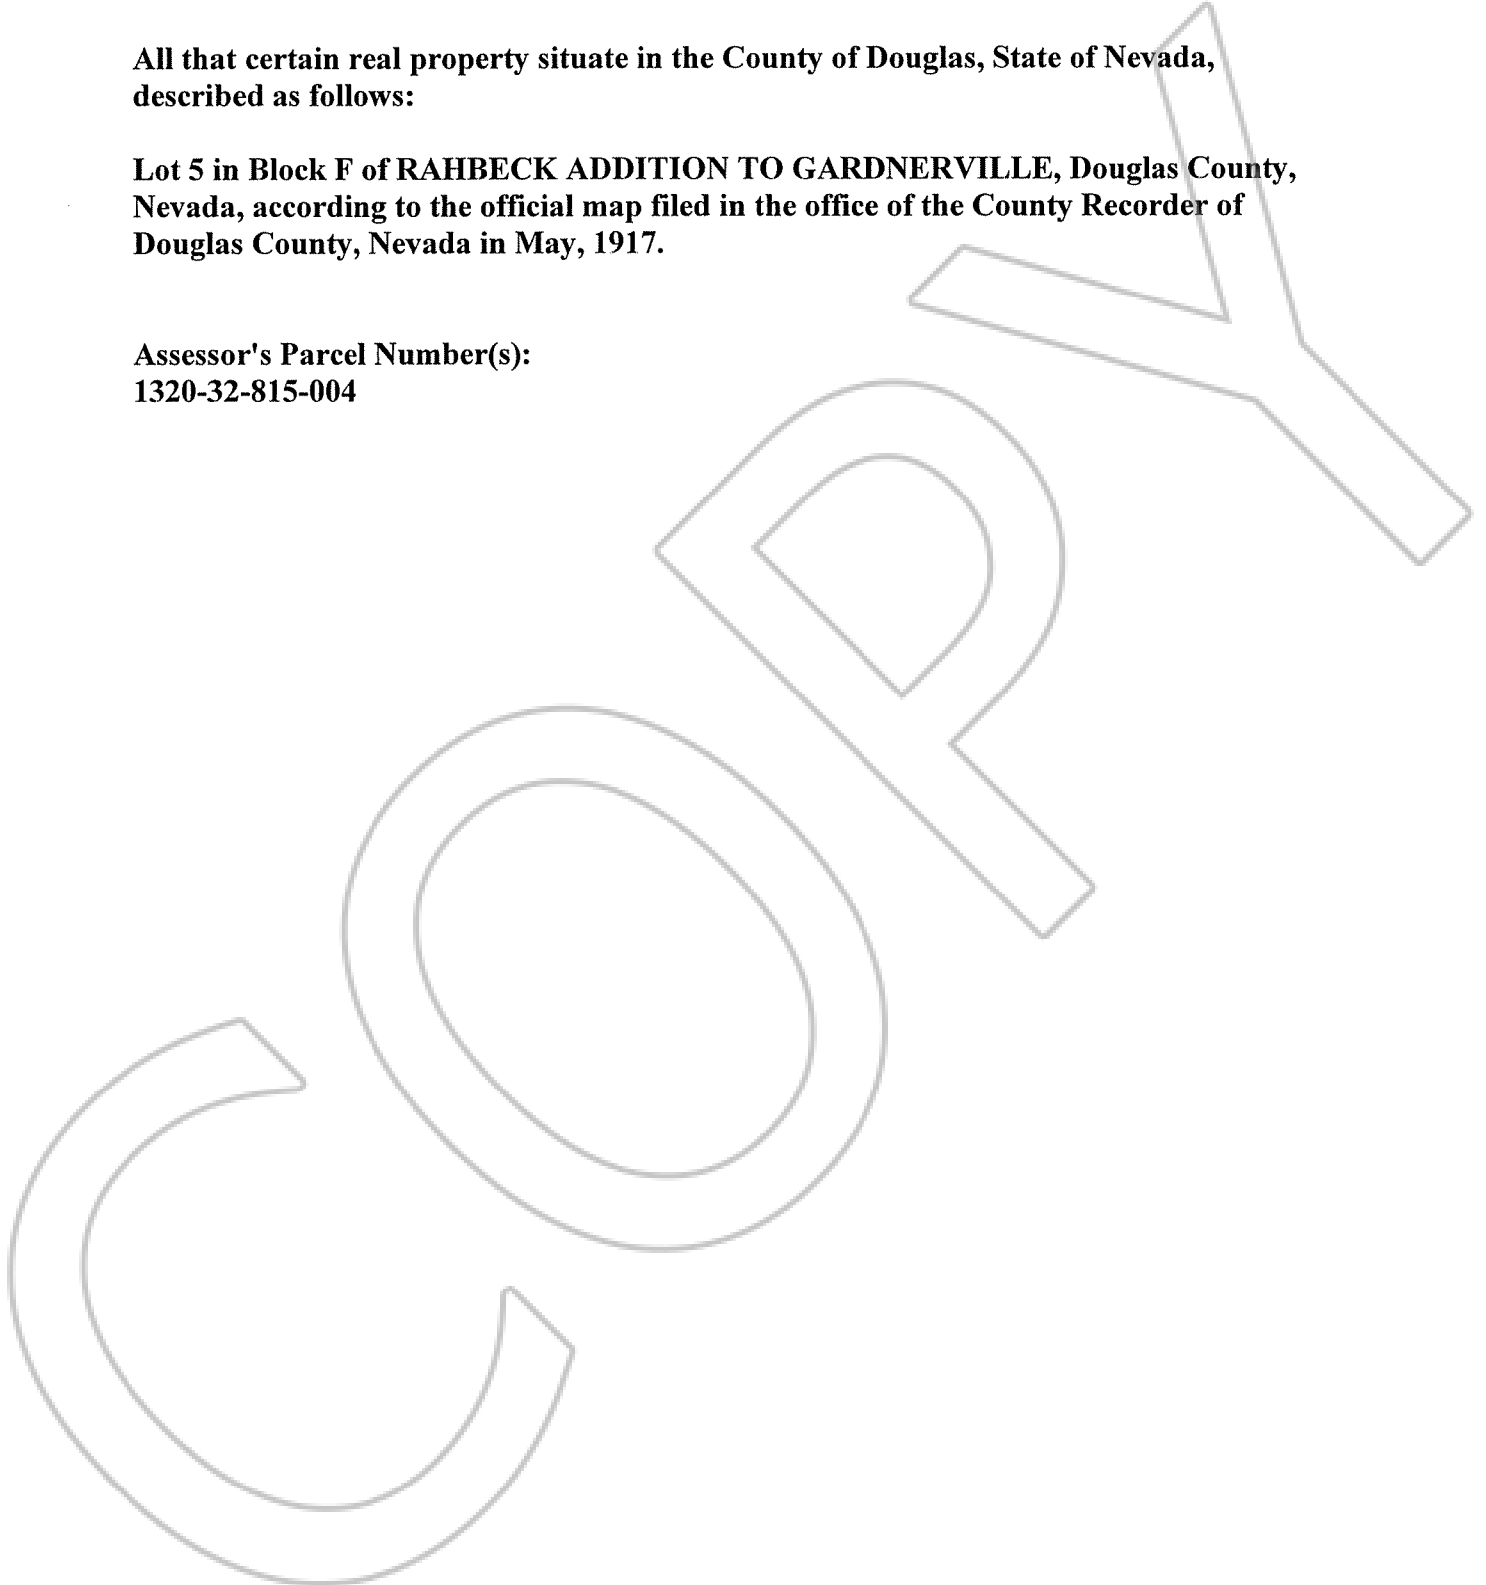 All that certain real property situate in the County of Douglas, State of Nevada,
described as follows:
Lot 5 in Block F of RAHBECK ADDITION TO GARDNERVILLE, Douglas County,
Nevada, according to the official map filed in the office of the County Recorder of
Douglas County, Nevada in May, 1917.
Assessor's Parcel Number(s):
1320-32-815-004
COPY